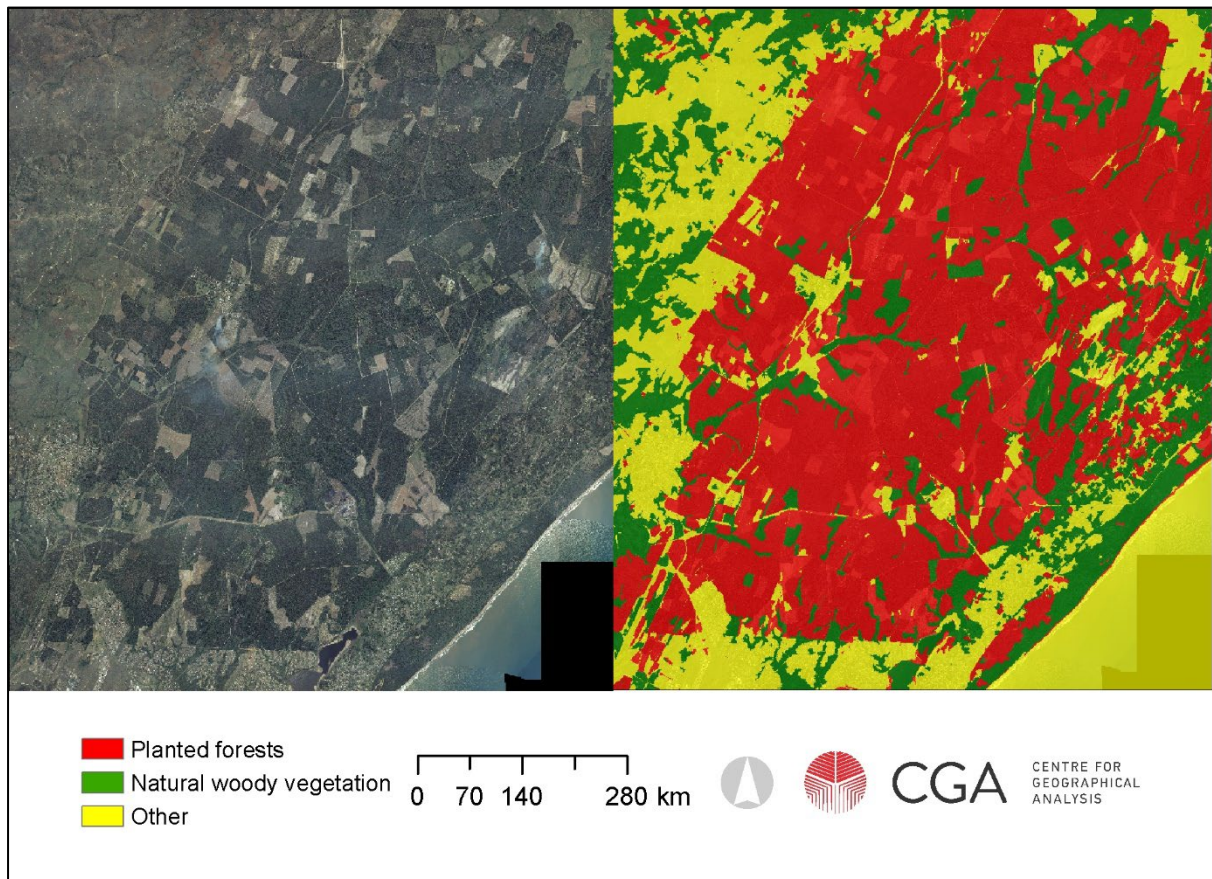 Planted forests
Natural woody vegetation
Other
0 70 140 280 km
CGA
CENTRE FOR
GEOGRAPHICAL
ANALYSIS